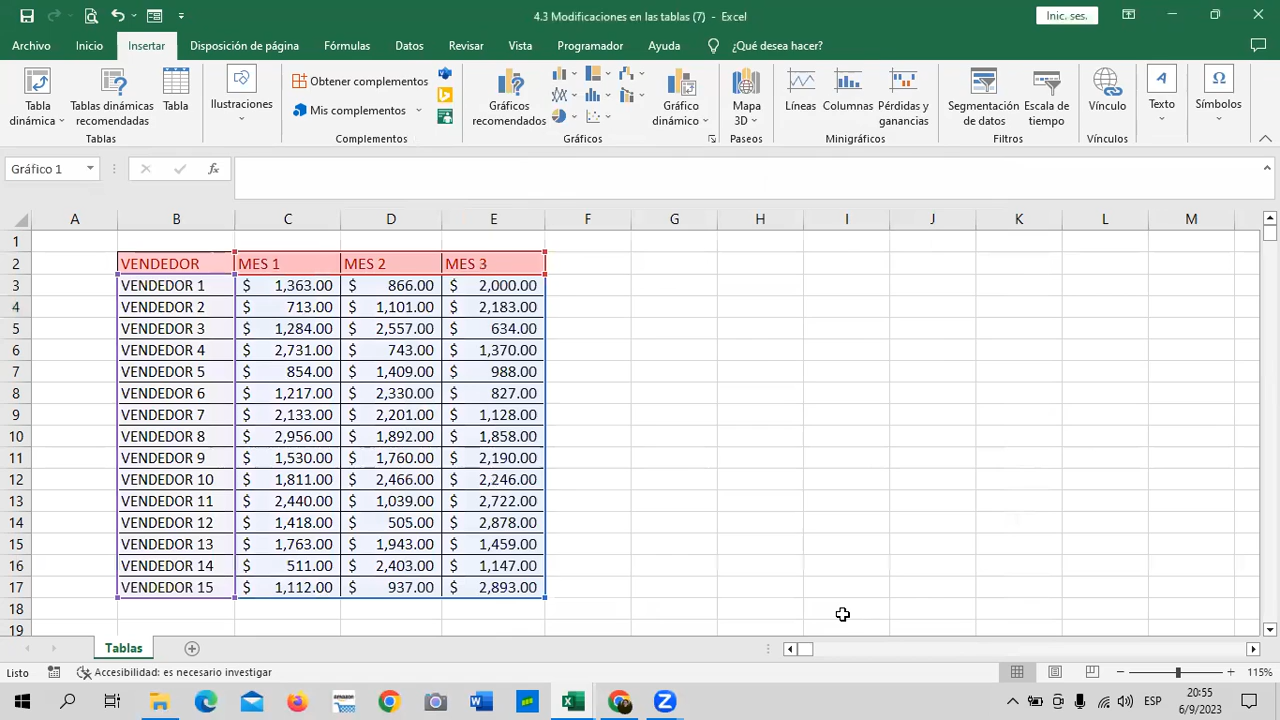 4.3 Modificaciones en las tablas (7) - Excel
Inic. ses.
Archivo Inicio Insertar Disposición de página Fórmulas Datos Revisar Vista Programador Ayuda ¿Qué desea hacer?
Tabla dinámica
Tablas dinámicas recomendadas
Tabla
Tablas
Ilustraciones
Obtener complementos
Mis complementos
Complementos
Gráficos recomendados
Gráfico dinámico
Gráficos
Mapa 3D
Paseos
Líneas
Columnas
Pérdidas y ganancias
Minigráficos
Segmentación de datos
Escala de tiempo
Filtros
Vínculo
Vínculos
Texto
Símbolos
Gráfico 1
fx
A B C D E F G H I J K L M
1
2 VENDEDOR MES 1 MES 2 MES 3
3 VENDEDOR 1 $ 1,363.00 $ 866.00 $ 2,000.00
4 VENDEDOR 2 $ 713.00 $ 1,101.00 $ 2,183.00
5 VENDEDOR 3 $ 1,284.00 $ 2,557.00 $ 634.00
6 VENDEDOR 4 $ 2,731.00 $ 743.00 $ 1,370.00
7 VENDEDOR 5 $ 854.00 $ 1,409.00 $ 988.00
8 VENDEDOR 6 $ 1,217.00 $ 2,330.00 $ 827.00
9 VENDEDOR 7 $ 2,133.00 $ 2,201.00 $ 1,128.00
10 VENDEDOR 8 $ 2,956.00 $ 1,892.00 $ 1,858.00
11 VENDEDOR 9 $ 1,530.00 $ 1,760.00 $ 2,190.00
12 VENDEDOR 10 $ 1,811.00 $ 2,466.00 $ 2,246.00
13 VENDEDOR 11 $ 2,440.00 $ 1,039.00 $ 2,722.00
14 VENDEDOR 12 $ 1,418.00 $ 505.00 $ 2,878.00
15 VENDEDOR 13 $ 1,763.00 $ 1,943.00 $ 1,459.00
16 VENDEDOR 14 $ 511.00 $ 2,403.00 $ 1,147.00
17 VENDEDOR 15 $ 1,112.00 $ 937.00 $ 2,893.00
18
19
Tablas
Listo Accesibilidad: es necesario investigar 115%
ESP 20:55
6/9/2023